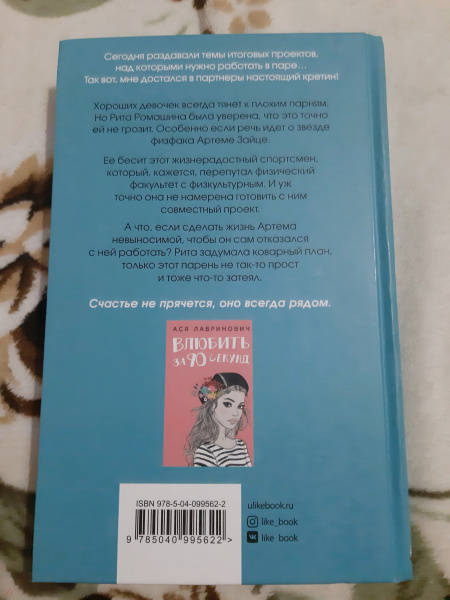 Сегодня раздавали темы итоговых проектов,
над которыми нужно работать в паре...
Так вот, мне достался в партнеры настоящий кретин!
Хороших девочек всегда тянет к плохим парням.
Но Рита Ромашина была уверена, что это точно
ей не грозит. Особенно если речь идет о звезде
физфака Артеме Зайце.
Ее бесит этот жизнерадостный спортсмен,
который, кажется, перепутал физический
факультет с физкультурным. И уж
точно она не намерена готовить с ним
совместный проект.
А что, если сделать жизнь Артема
невыносимой, чтобы он сам отказался
с ней работать? Рита задумала коварный план,
только этот парень не так-то прост
и тоже что-то затеял.
Счастье не прячется, оно всегда рядом.
АСЯ ЛАВРИНОВИЧ
ВЛЮБИТЬ
ЗА 90 СЕКУНД
ISBN 978-5-04-099562-2
9 785040 995622 >
ulikebook.ru
like_book
like_book